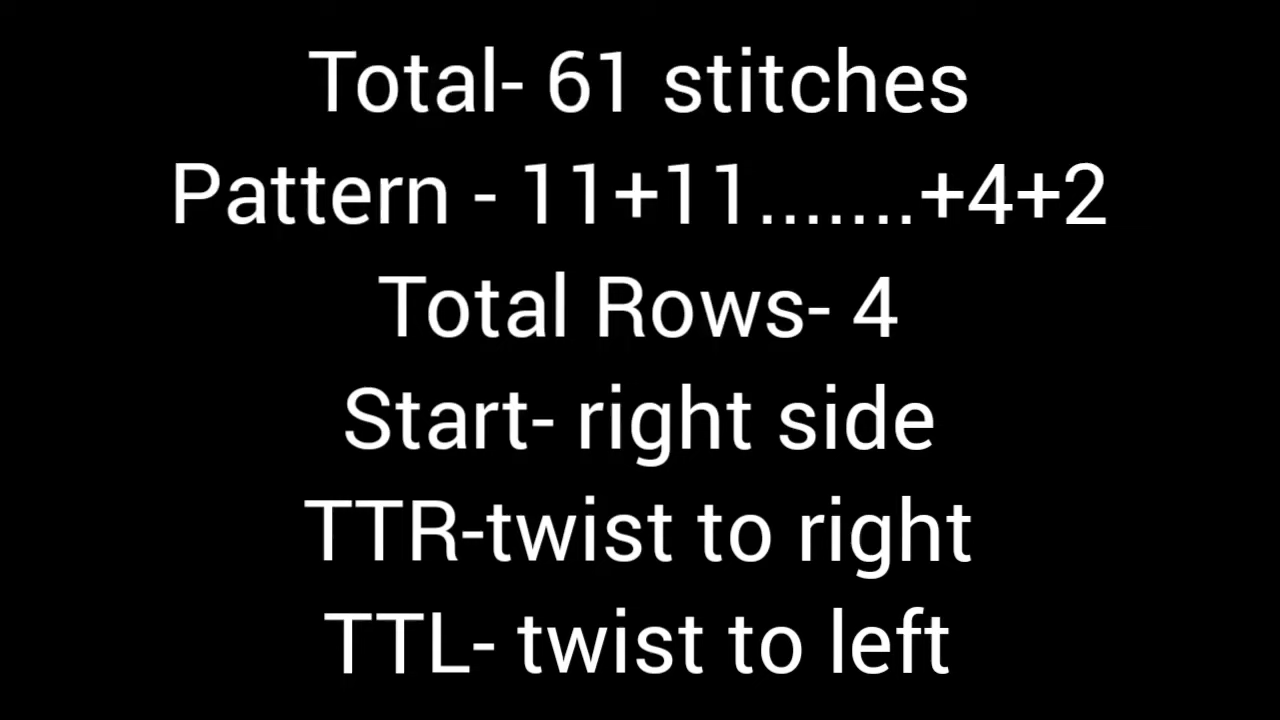 Total- 61 stitches
Pattern - 11+11.......+4+2
Total Rows- 4
Start- right side
TTR-twist to right
TTL- twist to left